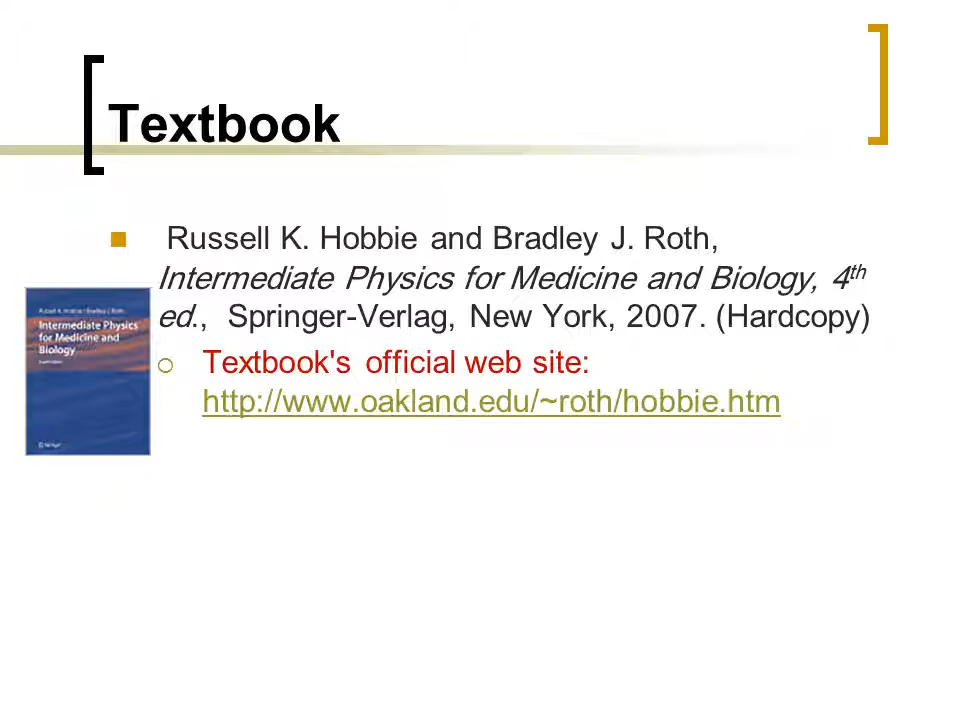 Textbook
Russell K. Hobbie and Bradley J. Roth,
Intermediate Physics for Medicine and Biology, 4th
ed., Springer-Verlag, New York, 2007. (Hardcopy)
Textbook's official web site:
http://www.oakland.edu/~roth/hobbie.htm
Intermediate Physics
for Medicine and
Biology
Springer